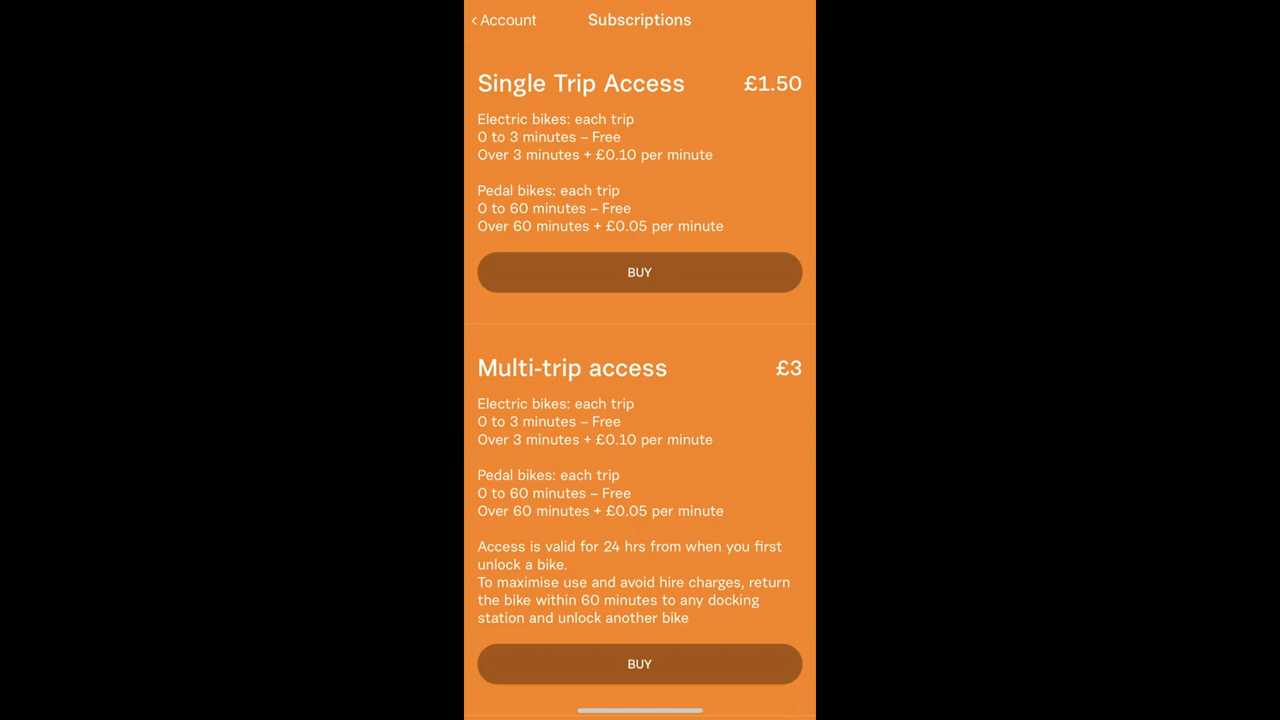 ‹ Account
Subscriptions
Single Trip Access £1.50
Electric bikes: each trip
0 to 3 minutes – Free
Over 3 minutes + £0.10 per minute
Pedal bikes: each trip
0 to 60 minutes – Free
Over 60 minutes + £0.05 per minute
BUY
Multi-trip access £3
Electric bikes: each trip
0 to 3 minutes – Free
Over 3 minutes + £0.10 per minute
Pedal bikes: each trip
0 to 60 minutes – Free
Over 60 minutes + £0.05 per minute
Access is valid for 24 hrs from when you first
unlock a bike.
To maximise use and avoid hire charges, return
the bike within 60 minutes to any docking
station and unlock another bike
BUY